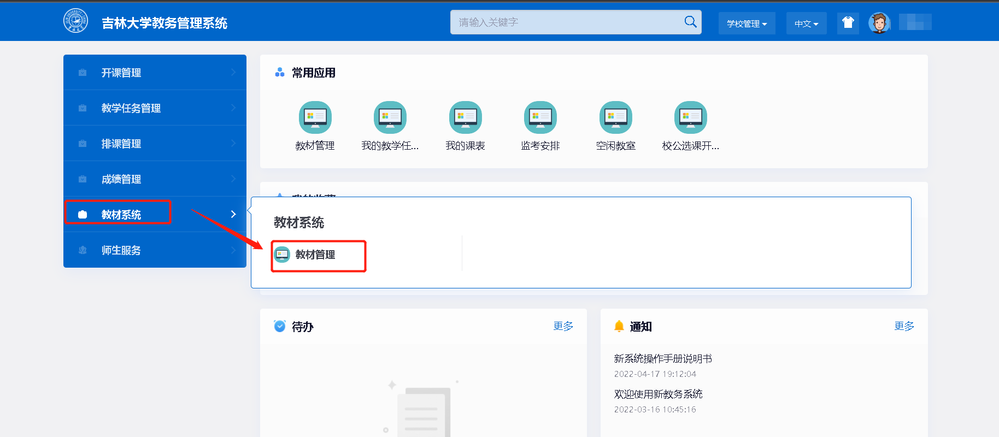 吉林大学教务管理系统
请输入关键字
学校管理
中文
开课管理
教学任务管理
排课管理
成绩管理
教材系统
师生服务
常用应用
教材管理
我的教学任...
我的课表
监考安排
空闲教室
校公选课开...
教材系统
教材管理
待办
更多
通知
更多
新系统操作手册说明书
2022-04-17 19:12:04
欢迎使用新教务系统
2022-03-16 10:45:16